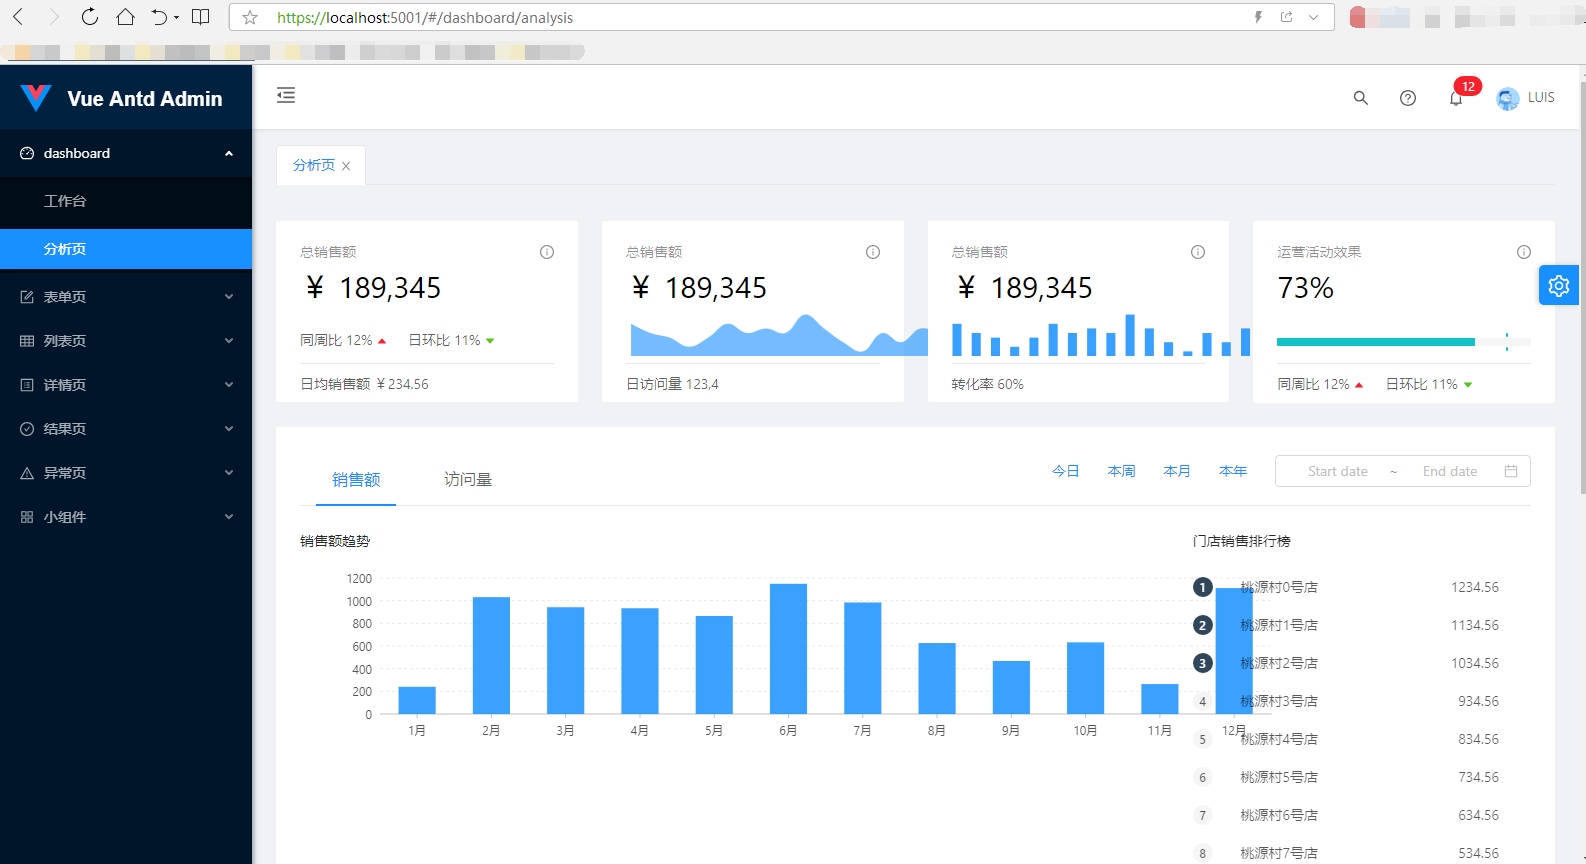 https://localhost:5001/#/dashboard/analysis
Vue Antd Admin
12
LUIS
dashboard
工作台
分析页
表单页
列表页
详情页
结果页
异常页
小组件
分析页
总销售额
¥ 189,345
同周比 12% 日环比 11%
日均销售额 ¥ 234.56
总销售额
¥ 189,345
日访问量 123,4
总销售额
¥ 189,345
转化率 60%
运营活动效果
73%
同周比 12% 日环比 11%
销售额 访问量
今日 本周 本月 本年 Start date ~ End date
销售额趋势
1200
1000
800
600
400
200
0
1月 2月 3月 4月 5月 6月 7月 8月 9月 10月 11月 12月
门店销售排行榜
1 桃源村0号店 1234.56
2 桃源村1号店 1134.56
3 桃源村2号店 1034.56
4 桃源村3号店 934.56
5 桃源村4号店 834.56
6 桃源村5号店 734.56
7 桃源村6号店 634.56
8 桃源村7号店 534.56